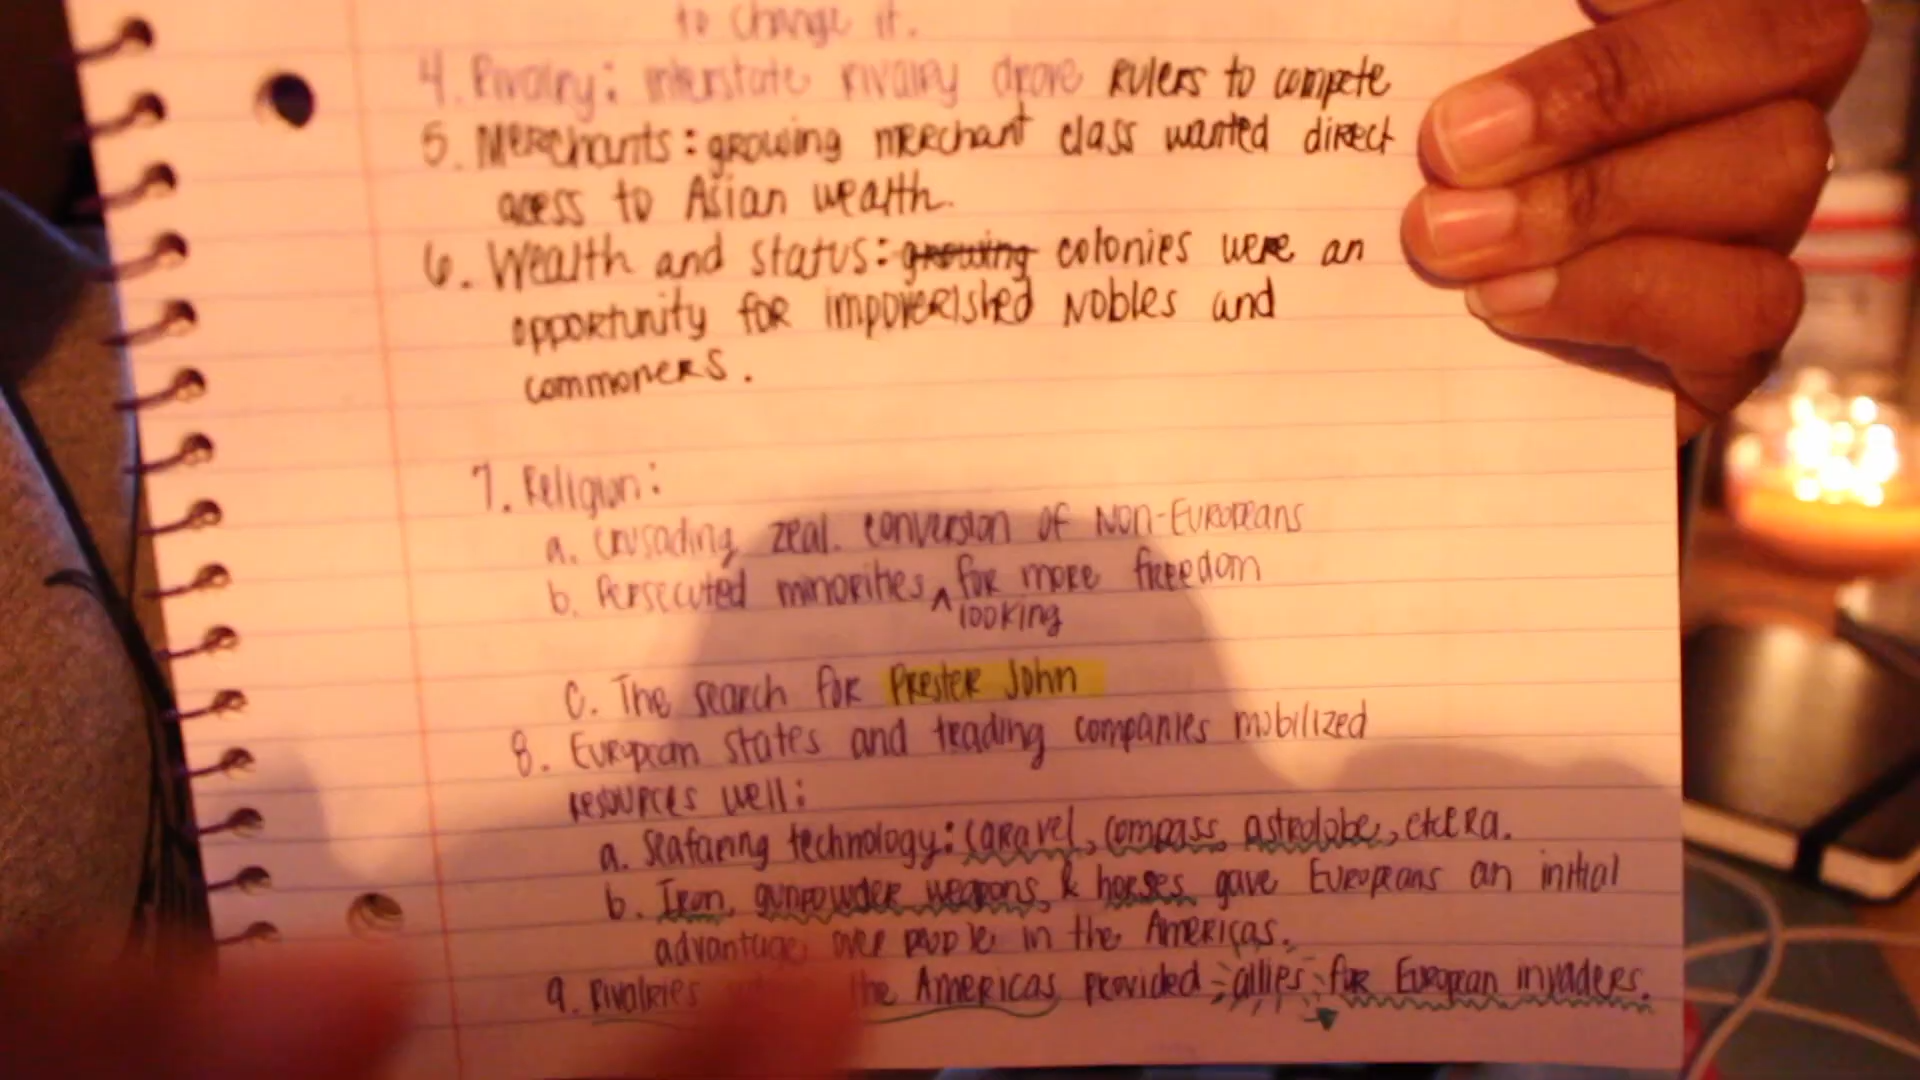 to change it.
4. Rivalry: interstate rivalry drove rulers to compete
5. Merchants: growing merchant class wanted direct
acess to Asian wealth.
6. Wealth and status: growing colonies were an
opportunity for impoverished nobles and
commoners.
7. Religion:
a. crusading zeal. conversion of non-Europeans
b. Persecuted minorities ^ for more freedom
looking
C. The search for Prester John
8. European states and trading companies mobilized
resources well:
a. Seafaring technology: caravel, compass, astrolobe, etcera.
b. Iron, gunpowder weapons, & horses gave Europeans an initial
advantage over people in the Americas.
9. Rivalries the Americas provided allies for European invaders.